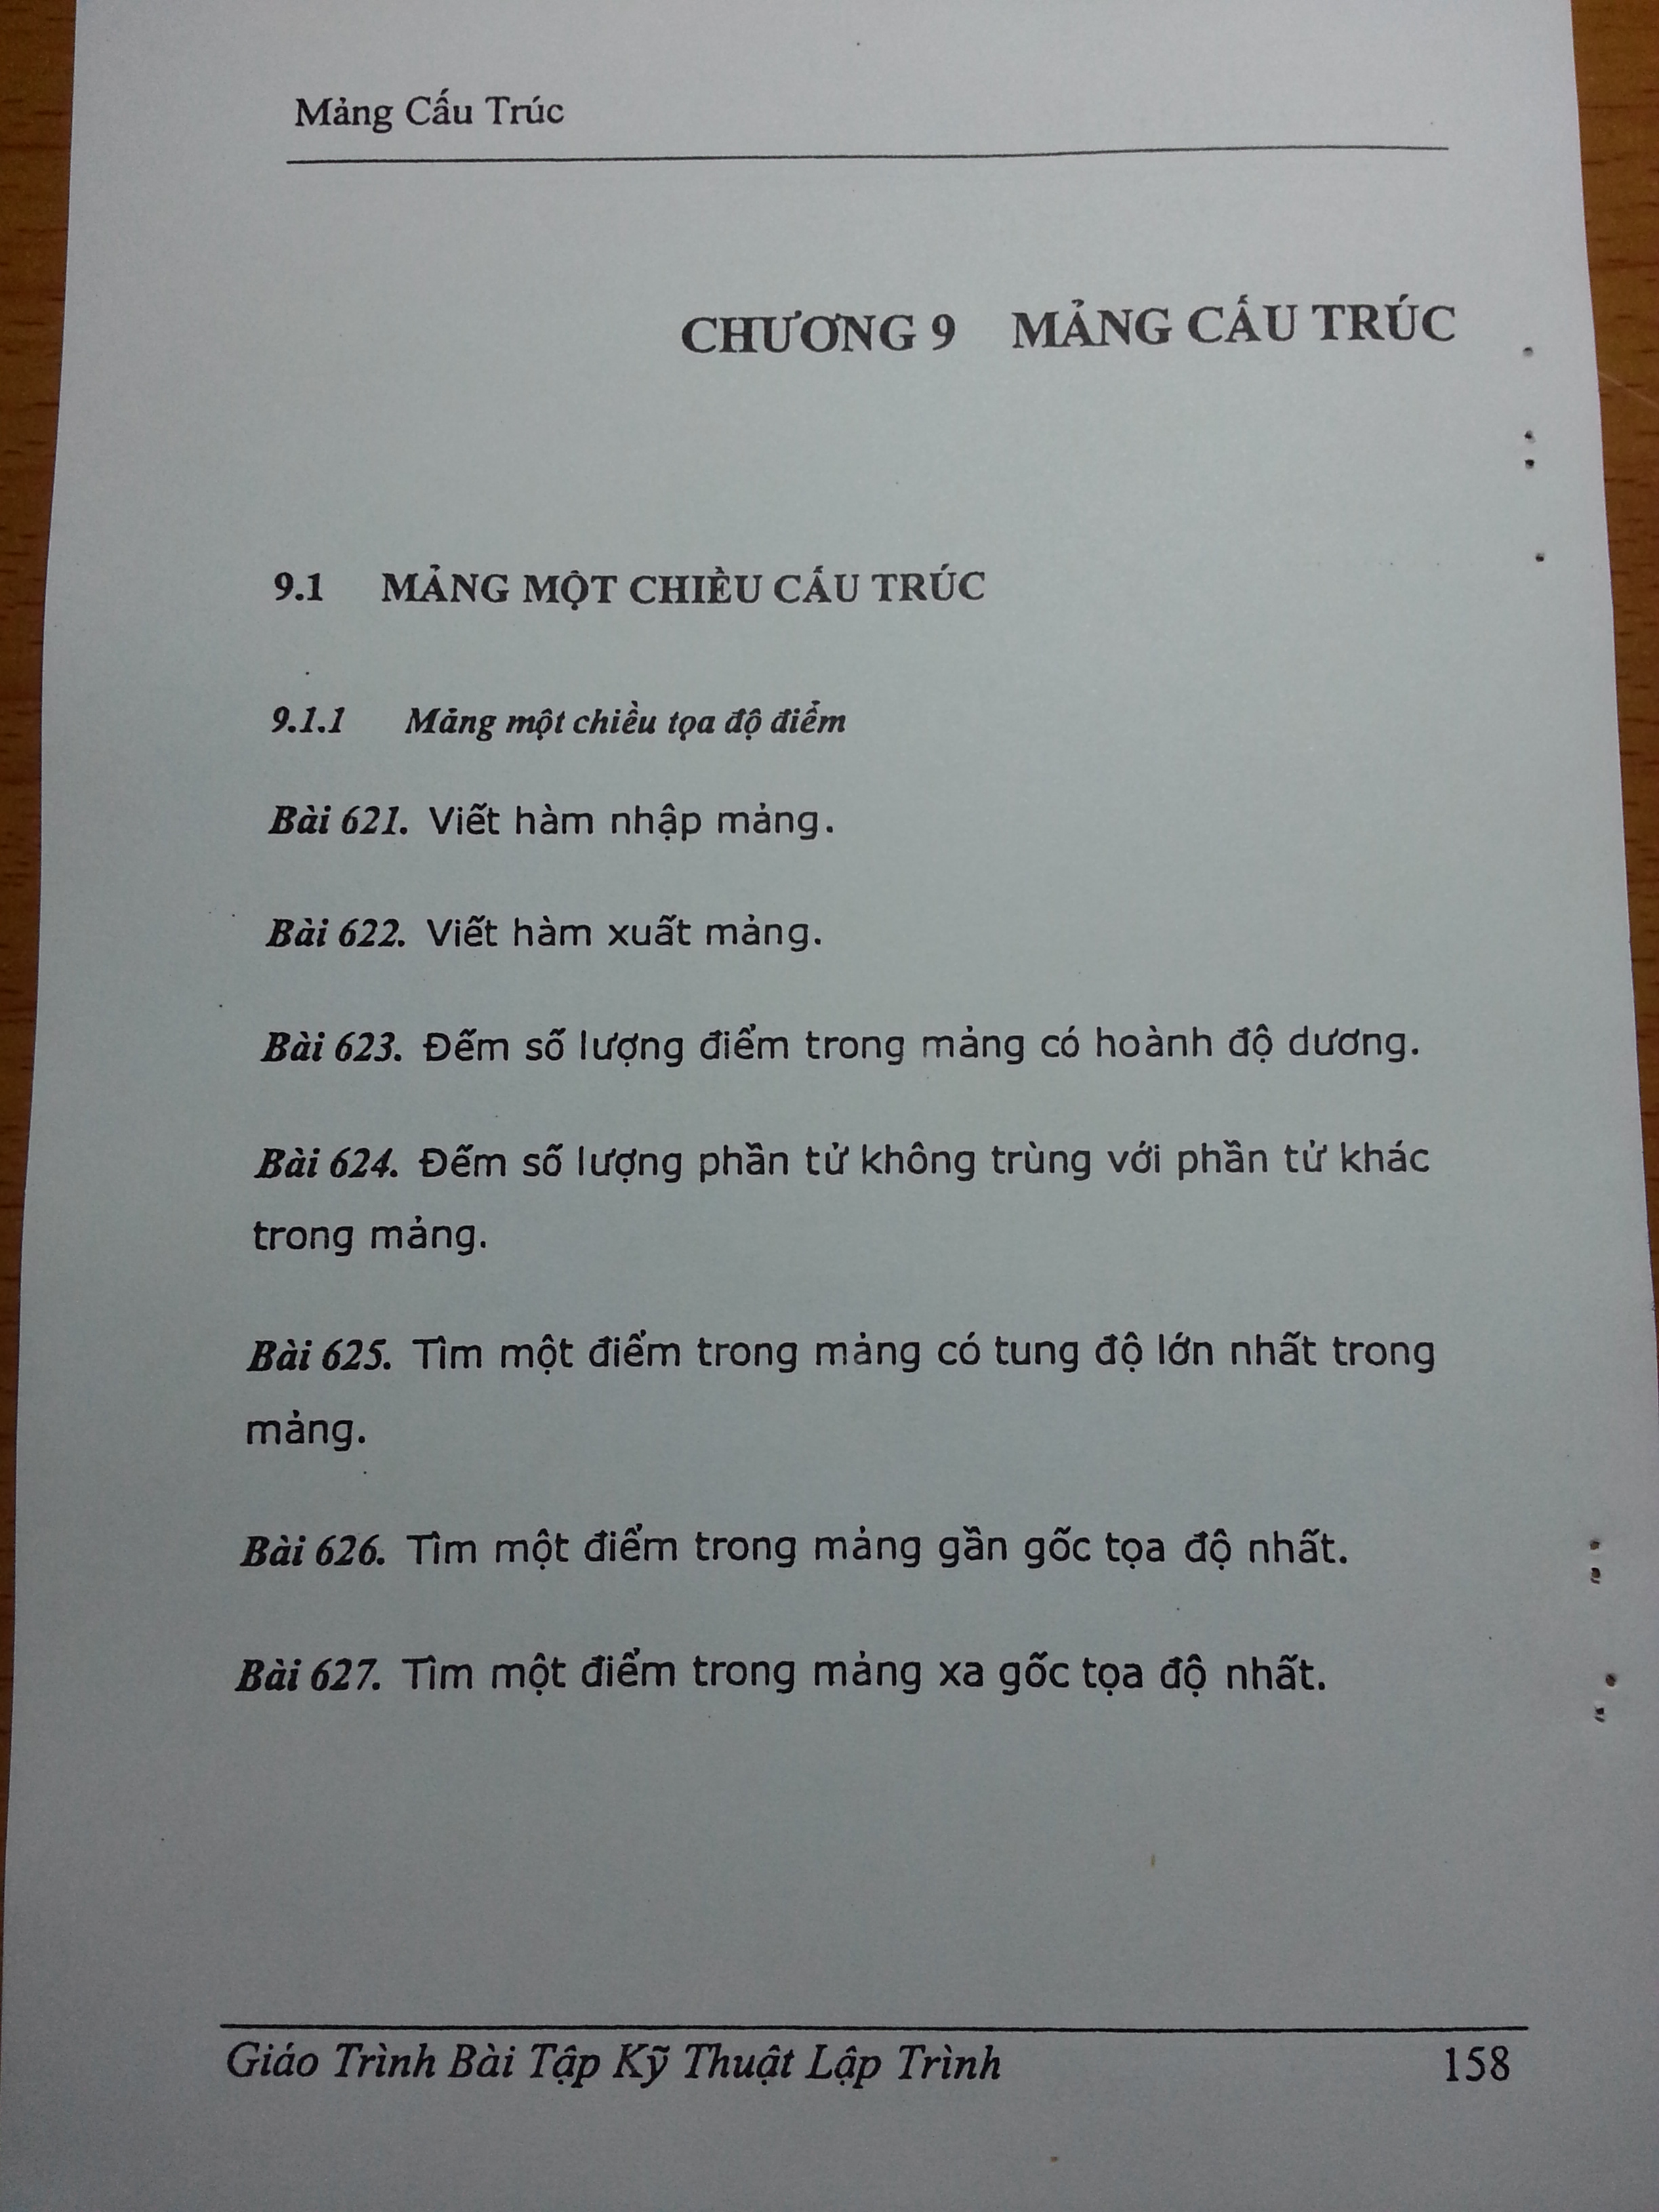 Mảng Cấu Trúc
CHƯƠNG 9 MẢNG CẤU TRÚC
9.1 MẢNG MỘT CHIỀU CẤU TRÚC
9.1.1 Mảng một chiều tọa độ điểm
Bài 621. Viết hàm nhập mảng.
Bài 622. Viết hàm xuất mảng.
Bài 623. Đếm số lượng điểm trong mảng có hoành độ dương.
Bài 624. Đếm số lượng phần tử không trùng với phần tử khác
trong mảng.
Bài 625. Tìm một điểm trong mảng có tung độ lớn nhất trong
mảng.
Bài 626. Tìm một điểm trong mảng gần gốc tọa độ nhất.
Bài 627. Tìm một điểm trong mảng xa gốc tọa độ nhất.
Giáo Trình Bài Tập Kỹ Thuật Lập Trình 158